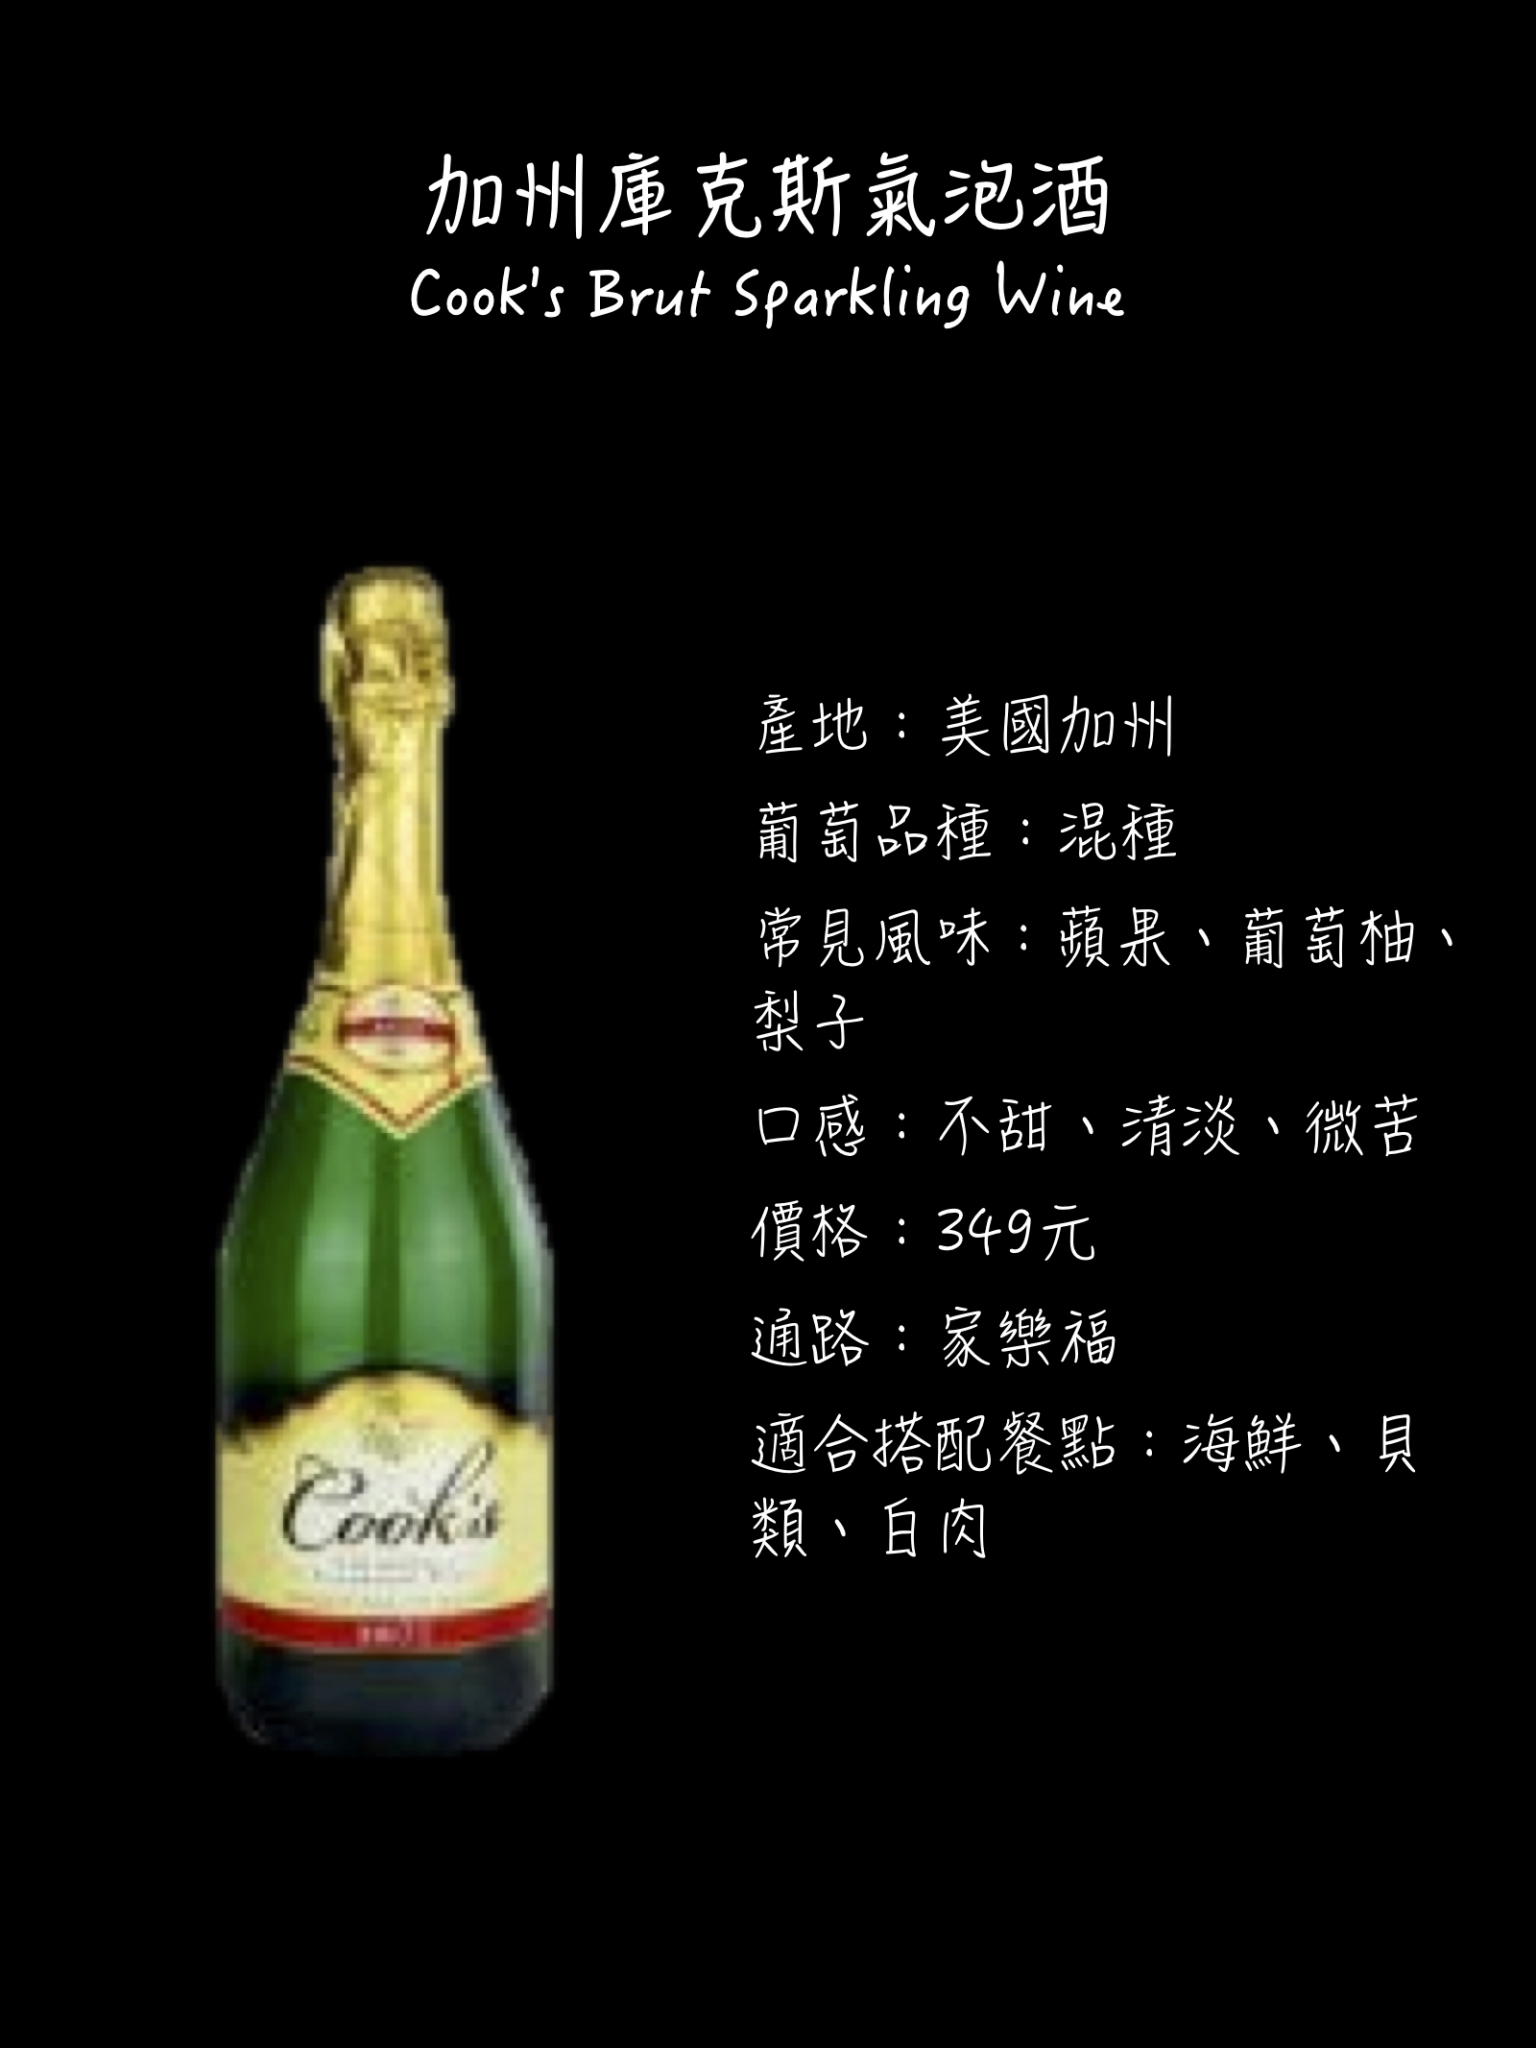 加州庫克斯氣泡酒
Cook's Brut Sparkling Wine
產地：美國加州
葡萄品種：混種
常見風味：蘋果、葡萄柚、
梨子
口感：不甜、清淡、微苦
價格：349元
通路：家樂福
適合搭配餐點：海鮮、貝
類、白肉
Cook's